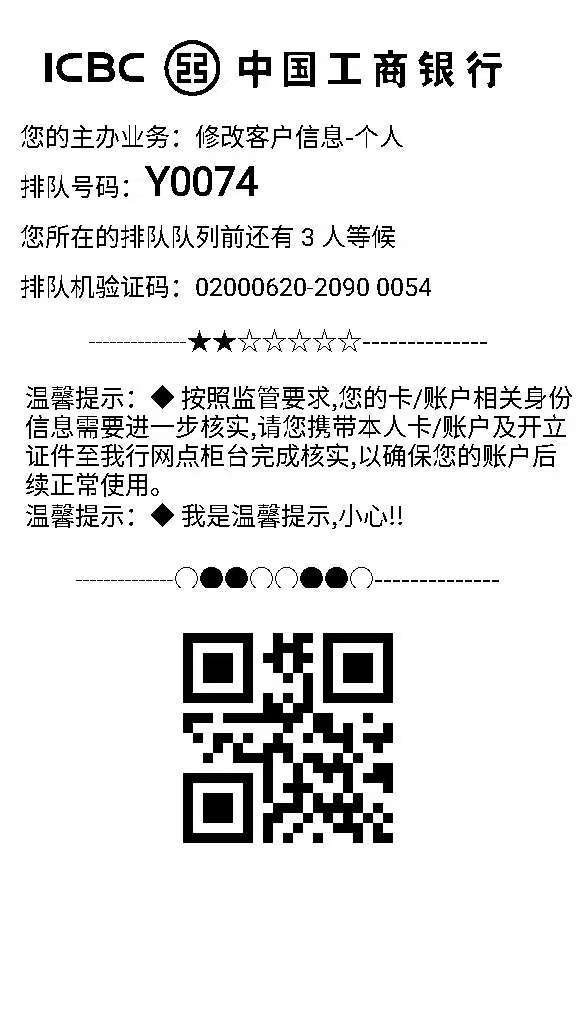 ICBC 中国工商银行
您的主办业务：修改客户信息-个人
排队号码：Y0074
您所在的排队队列前还有 3 人等候
排队机验证码：02000620-2090 0054
--------------★★☆☆☆☆☆--------------
温馨提示：◆ 按照监管要求,您的卡/账户相关身份
信息需要进一步核实,请您携带本人卡/账户及开立
证件至我行网点柜台完成核实,以确保您的账户后
续正常使用。
温馨提示：◆ 我是温馨提示,小心!!
--------------○●●○○●●○--------------